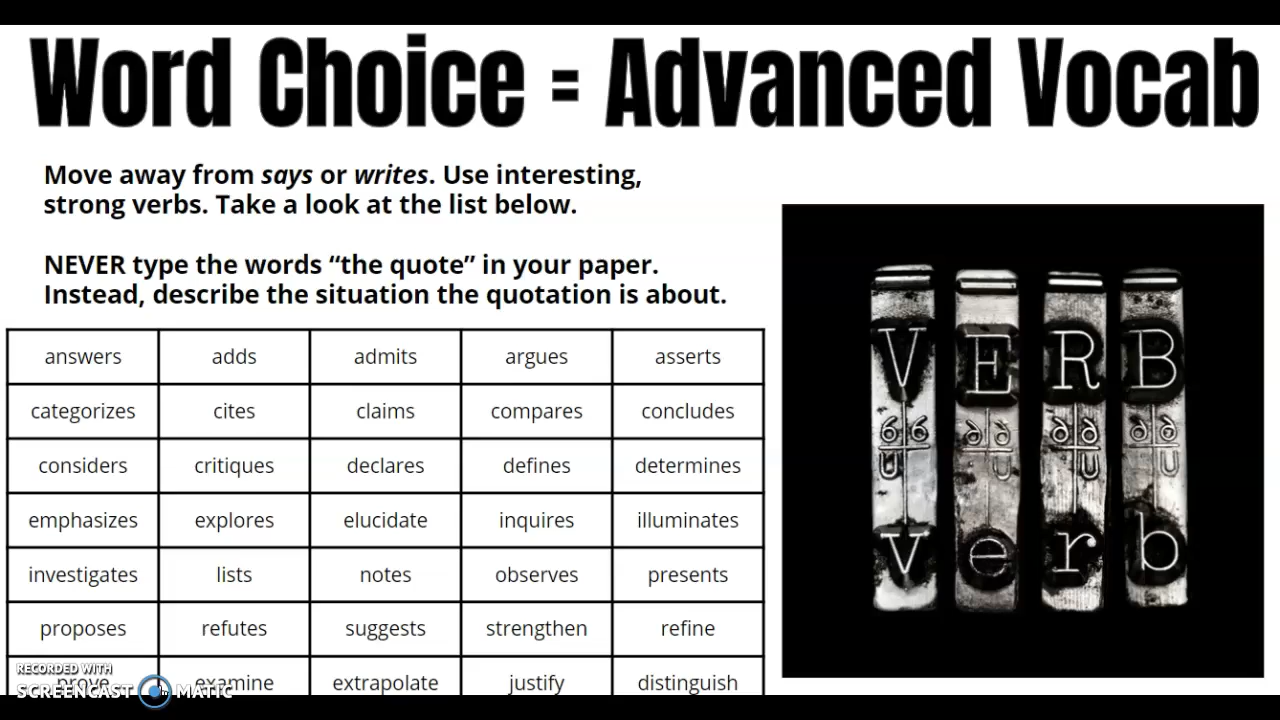 Word Choice = Advanced Vocab
Move away from says or writes. Use interesting,
strong verbs. Take a look at the list below.
NEVER type the words “the quote” in your paper.
Instead, describe the situation the quotation is about.
answers adds admits argues asserts
categorizes cites claims compares concludes
considers critiques declares defines determines
emphasizes explores elucidate inquires illuminates
investigates lists notes observes presents
proposes refutes suggests strengthen refine
prove examine extrapolate justify distinguish
RECORDED WITH
SCREENCAST MATIC
V E R B
v e r b